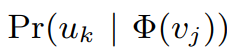 Pr(u_k | Φ(v_j))